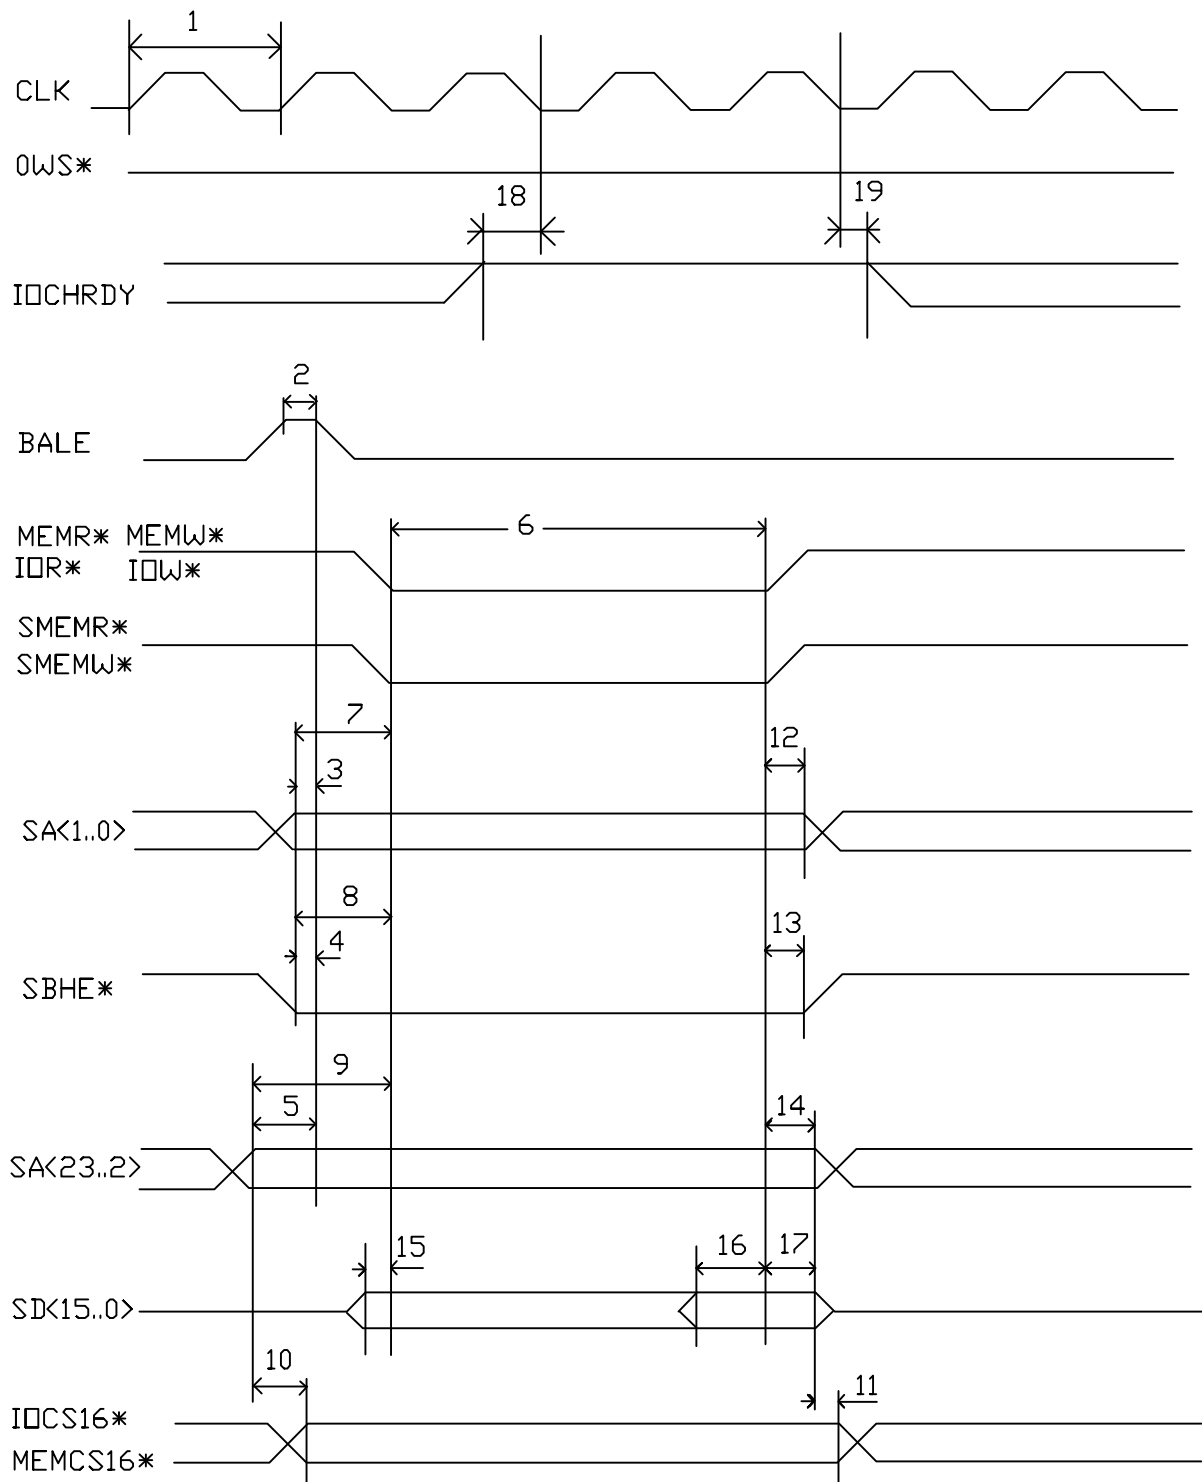 1
CLK
OWS*
18
19
IOCHRDY
2
BALE
6
MEMR* MEMW*
IOR* IOW*
SMEMR*
SMEMW*
7
12
3
SA<1..0>
8
13
4
SBHE*
9
5
14
SA<23..2>
15
16
17
SD<15..0>
10
11
IOCS16*
MEMCS16*